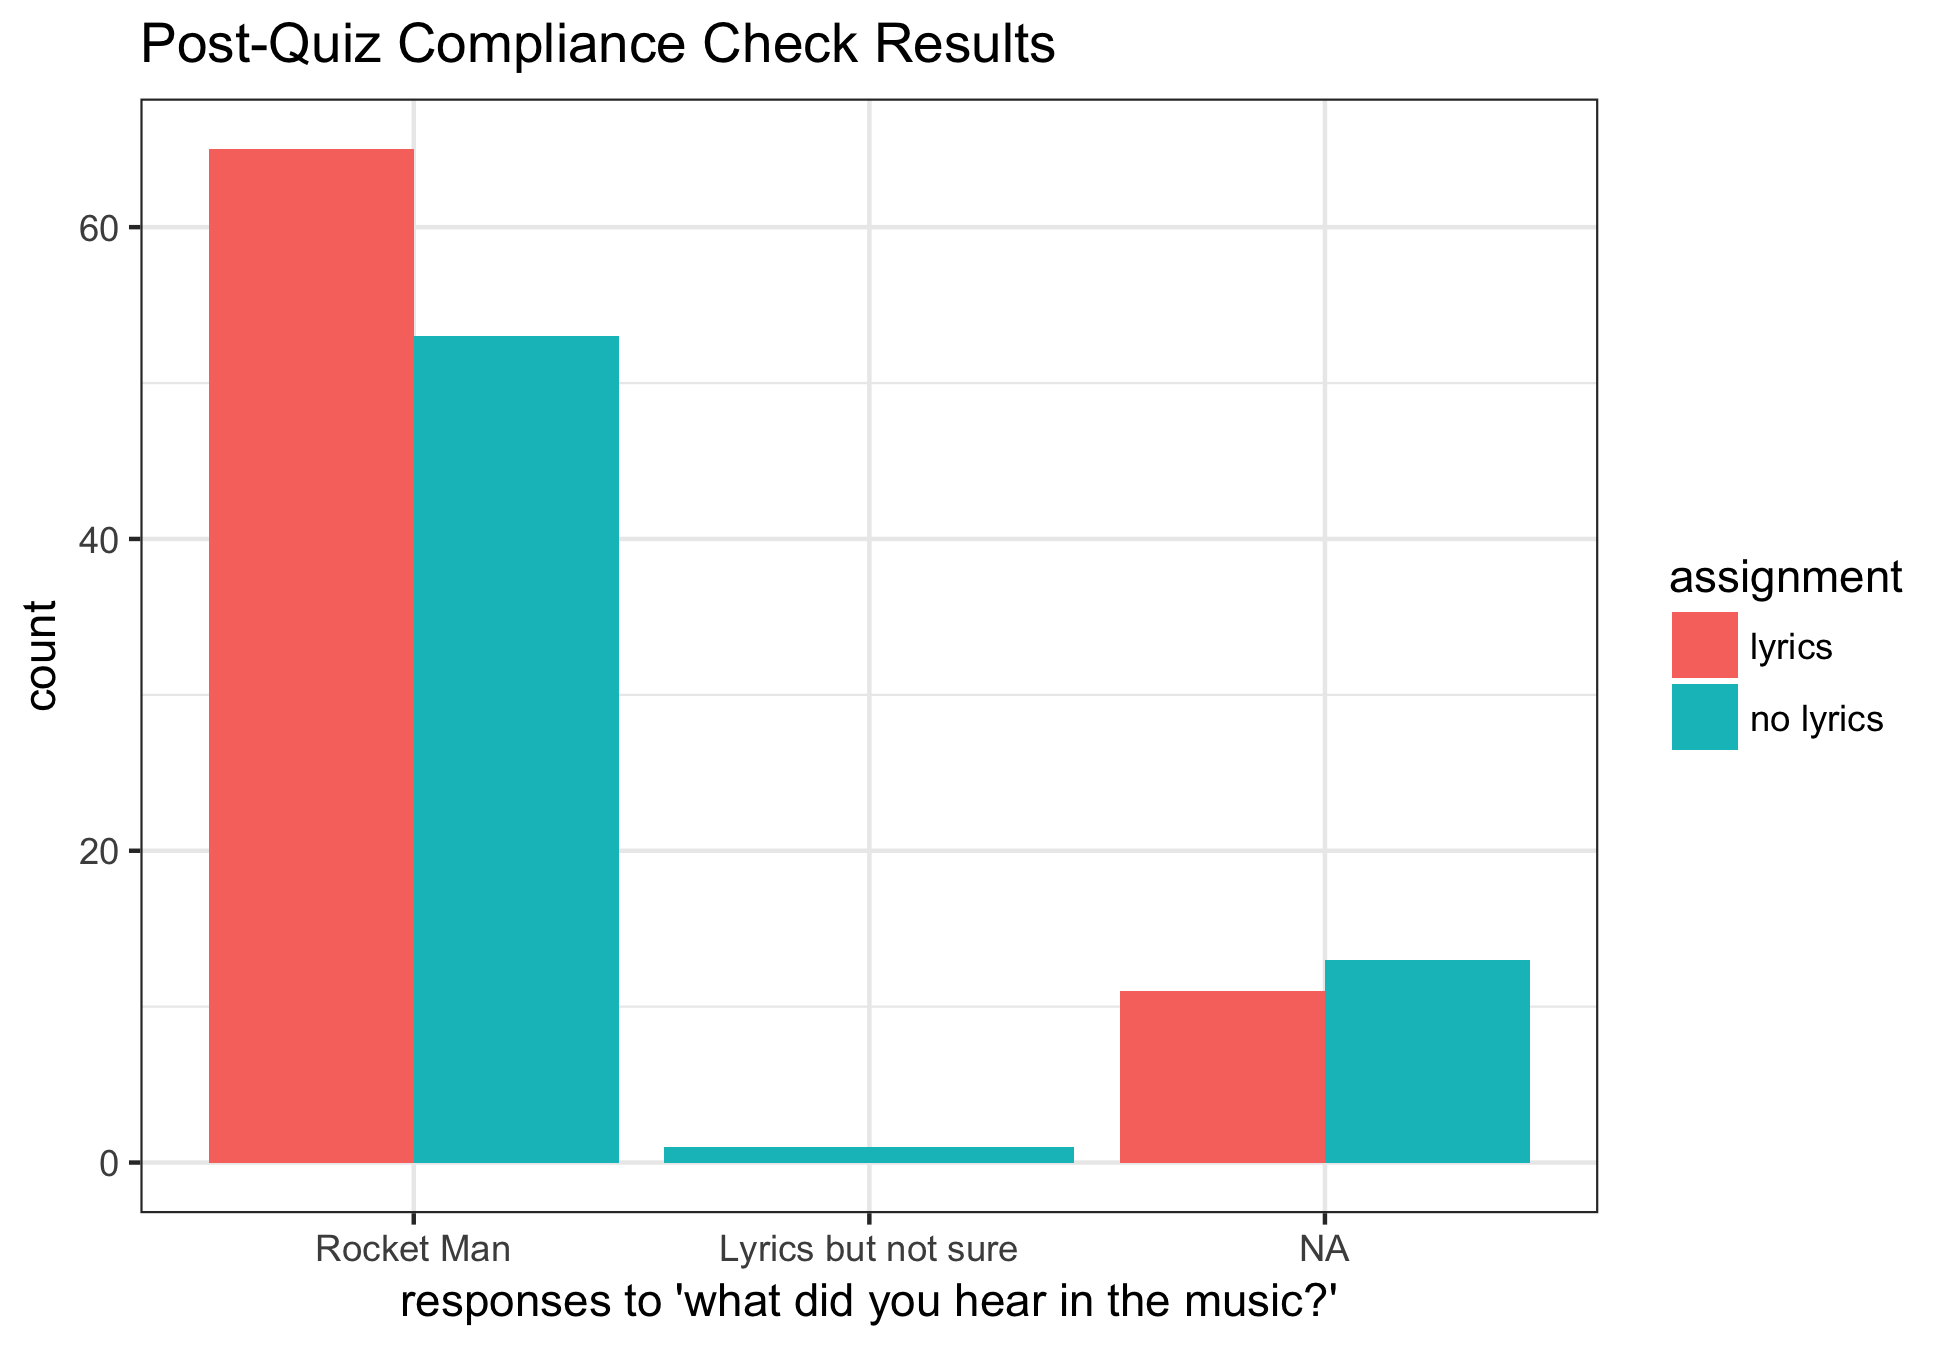 Post-Quiz Compliance Check Results
60
40
20
0
count
Rocket Man
Lyrics but not sure
NA
responses to 'what did you hear in the music?'
assignment
lyrics
no lyrics